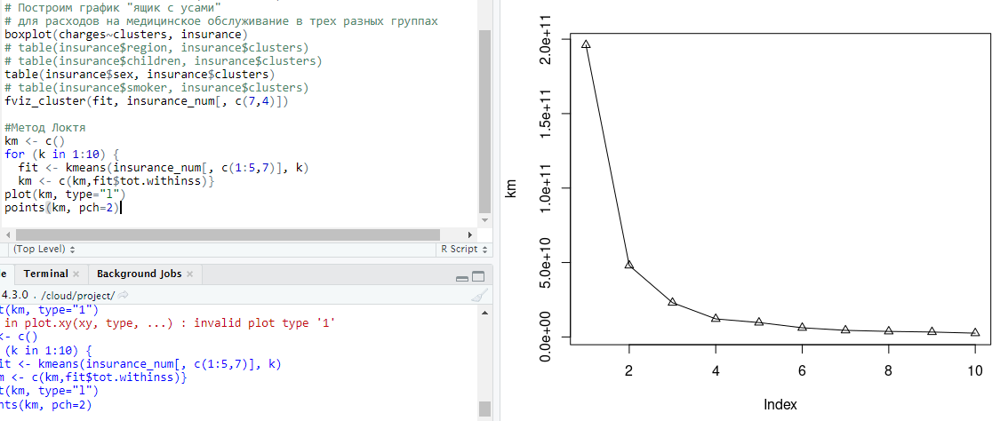 # Построим график "ящик с усами"
# для расходов на медицинское обслуживание в трех разных группах
boxplot(charges~clusters, insurance)
# table(insurance$region, insurance$clusters)
# table(insurance$children, insurance$clusters)
table(insurance$sex, insurance$clusters)
# table(insurance$smoker, insurance$clusters)
fviz_cluster(fit, insurance_num[, c(7,4)])
#Метод Локтя
km <- c()
for (k in 1:10) {
fit <- kmeans(insurance_num[, c(1:5,7)], k)
km <- c(km,fit$tot.withinss)}
plot(km, type="l")
points(km, pch=2)
(Top Level)
R Script
le
Terminal
Background Jobs
4.3.0 . /cloud/project/
t(km, type="1")
in plot.xy(xy, type, ...) : invalid plot type '1'
<- c()
(k in 1:10) {
it <- kmeans(insurance_num[, c(1:5,7)], k)
m <- c(km,fit$tot.withinss)}
t(km, type="l")
nts(km, pch=2)
km
2.0e+11
1.5e+11
1.0e+11
5.0e+10
0.0e+00
2 4 6 8 10
Index